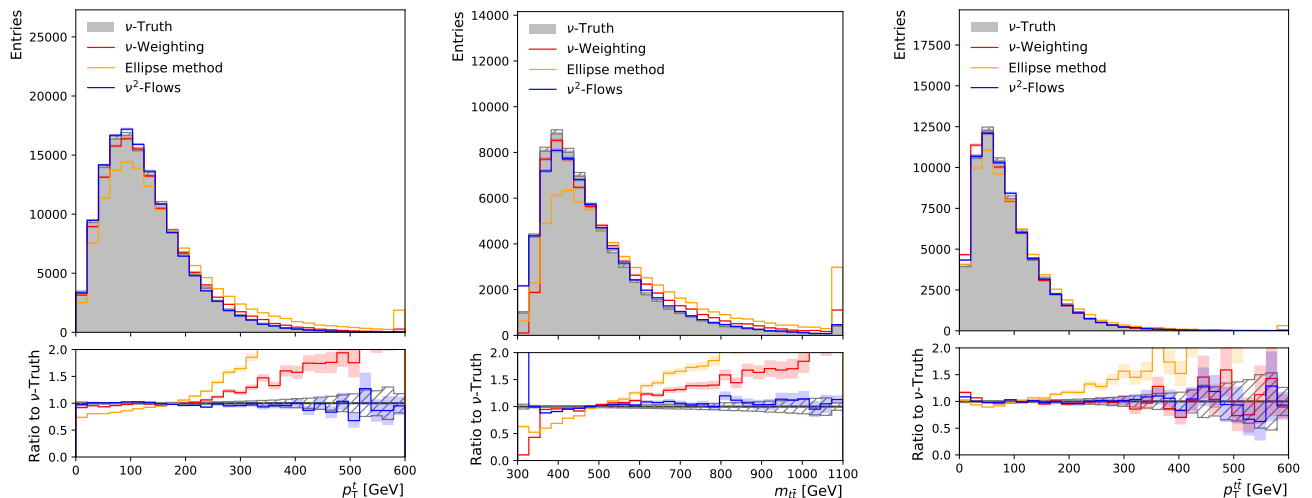 Entries
25000
20000
15000
10000
5000
0
ν-Truth
ν-Weighting
Ellipse method
ν²-Flows
Ratio to ν-Truth
2.0
1.5
1.0
0.5
0.0
0 100 200 300 400 500 600
p_T^t [GeV]
Entries
14000
12000
10000
8000
6000
4000
2000
0
ν-Truth
ν-Weighting
Ellipse method
ν²-Flows
Ratio to ν-Truth
2.0
1.5
1.0
0.5
0.0
300 400 500 600 700 800 900 1000 1100
m_{tt̄} [GeV]
Entries
17500
15000
12500
10000
7500
5000
2500
0
ν-Truth
ν-Weighting
Ellipse method
ν²-Flows
Ratio to ν-Truth
2.0
1.5
1.0
0.5
0.0
0 100 200 300 400 500 600
p_T^{tt̄} [GeV]